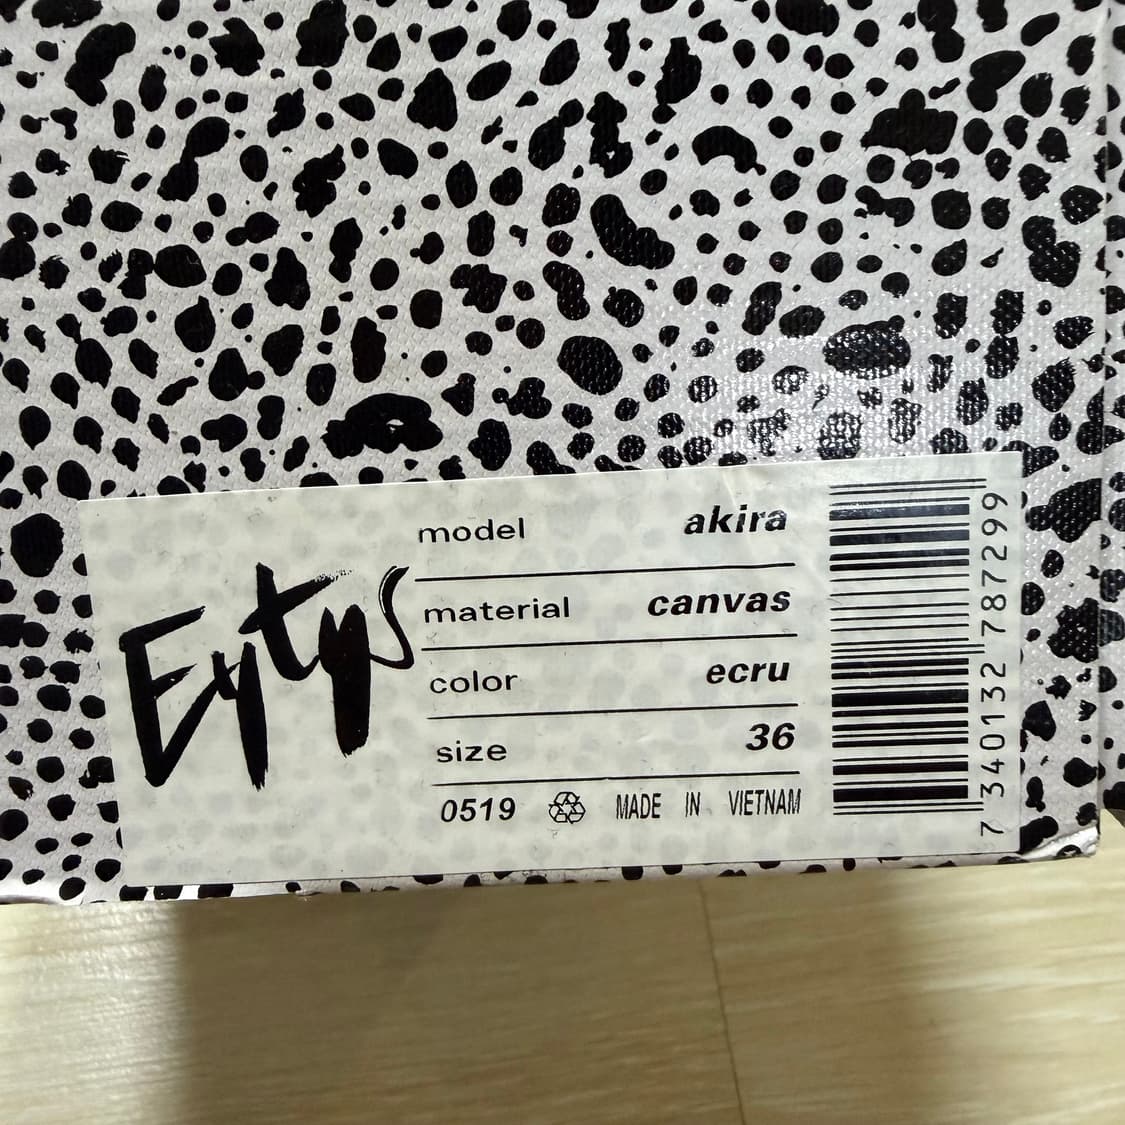 Eytys
model akira
material canvas
color ecru
size 36
0519 MADE IN VIETNAM
7 340132 787299